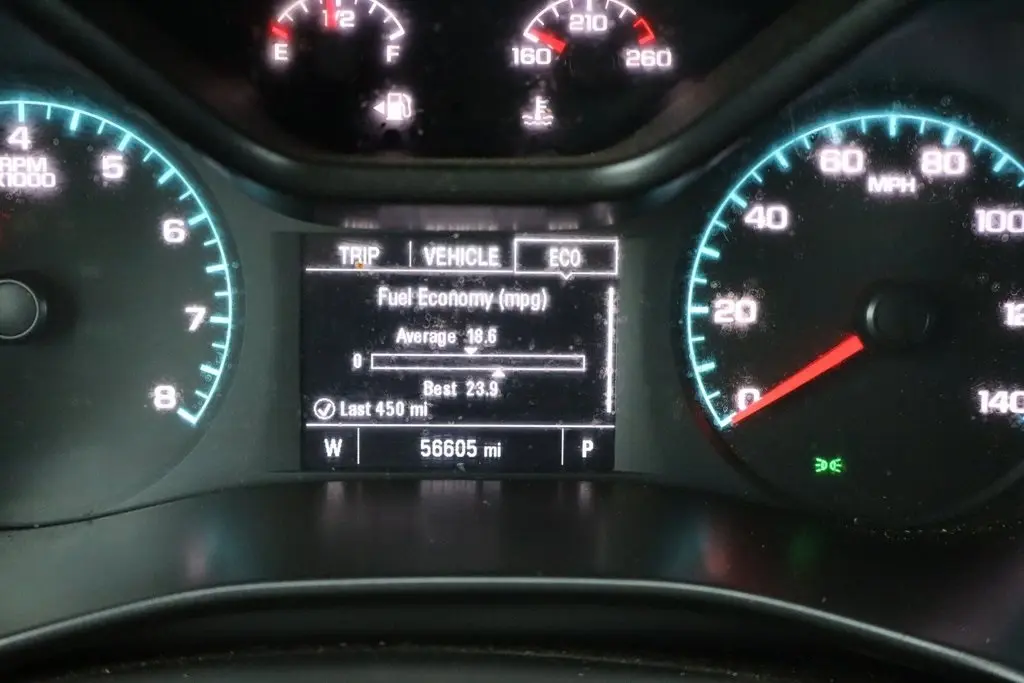 E 1/2 F
160 210 260
4 5 6 7 8
RPM
X1000
TRIP VEHICLE ECO
Fuel Economy (mpg)
Average 18.6
0
Best 23.9
Last 450 mi
W 56605 mi P
0 20 40 60 80 100
MPH
140